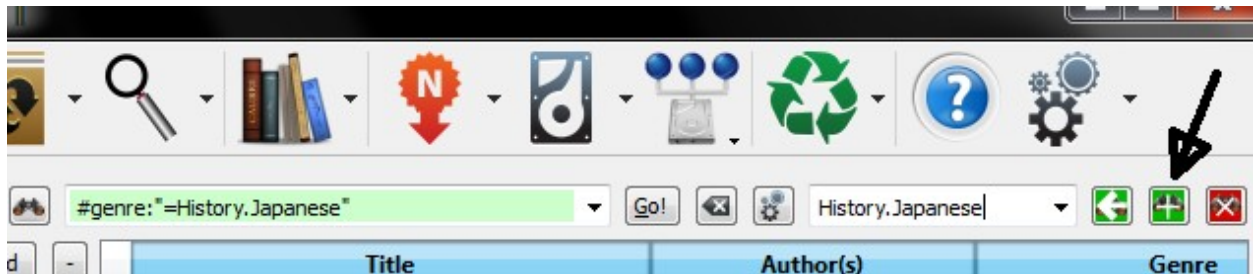 N
?
#genre:"=History.Japanese"
Go!
History.Japanese
d
-
Title
Author(s)
Genre